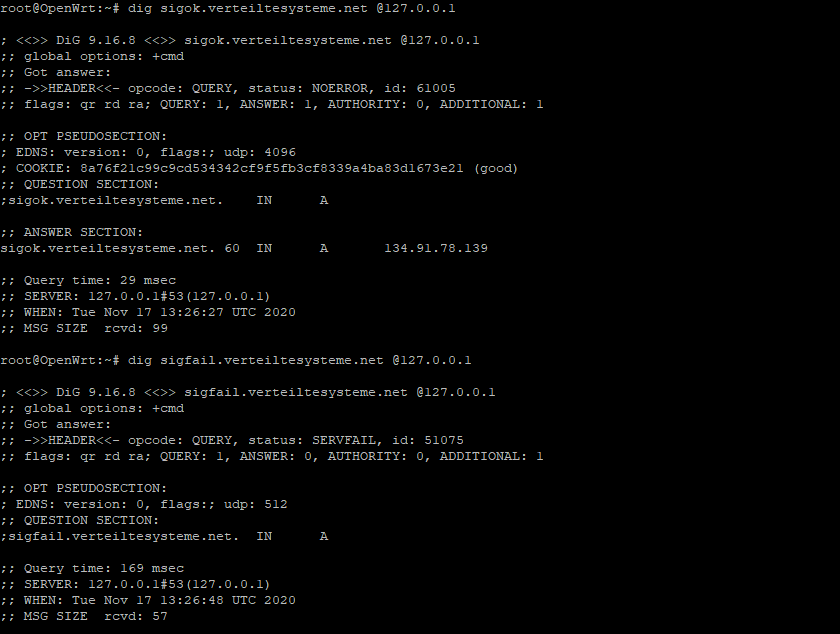 root@OpenWrt:~# dig sigok.verteiltesysteme.net @127.0.0.1
; <<>> DiG 9.16.8 <<>> sigok.verteiltesysteme.net @127.0.0.1
;; global options: +cmd
;; Got answer:
;; ->>HEADER<<- opcode: QUERY, status: NOERROR, id: 61005
;; flags: qr rd ra; QUERY: 1, ANSWER: 1, AUTHORITY: 0, ADDITIONAL: 1
;; OPT PSEUDOSECTION:
; EDNS: version: 0, flags:; udp: 4096
; COOKIE: 8a76f21c99c9cd534342cf9f5fb3cf8339a4ba83d1673e21 (good)
;; QUESTION SECTION:
;sigok.verteiltesysteme.net.    IN      A
;; ANSWER SECTION:
sigok.verteiltesysteme.net. 60  IN      A       134.91.78.139
;; Query time: 29 msec
;; SERVER: 127.0.0.1#53(127.0.0.1)
;; WHEN: Tue Nov 17 13:26:27 UTC 2020
;; MSG SIZE  rcvd: 99
root@OpenWrt:~# dig sigfail.verteiltesysteme.net @127.0.0.1
; <<>> DiG 9.16.8 <<>> sigfail.verteiltesysteme.net @127.0.0.1
;; global options: +cmd
;; Got answer:
;; ->>HEADER<<- opcode: QUERY, status: SERVFAIL, id: 51075
;; flags: qr rd ra; QUERY: 1, ANSWER: 0, AUTHORITY: 0, ADDITIONAL: 1
;; OPT PSEUDOSECTION:
; EDNS: version: 0, flags:; udp: 512
;; QUESTION SECTION:
;sigfail.verteiltesysteme.net.  IN      A
;; Query time: 169 msec
;; SERVER: 127.0.0.1#53(127.0.0.1)
;; WHEN: Tue Nov 17 13:26:48 UTC 2020
;; MSG SIZE  rcvd: 57